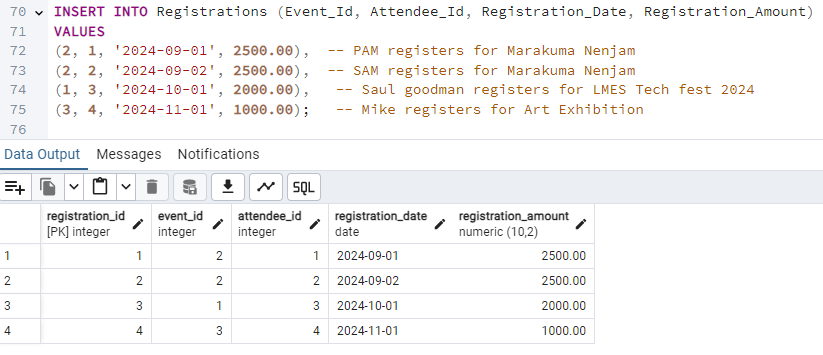 70 INSERT INTO Registrations (Event_Id, Attendee_Id, Registration_Date, Registration_Amount)
71 VALUES
72 (2, 1, '2024-09-01', 2500.00),  -- PAM registers for Marakuma Nenjam
73 (2, 2, '2024-09-02', 2500.00),  -- SAM registers for Marakuma Nenjam
74 (1, 3, '2024-10-01', 2000.00),   -- Saul goodman registers for LMES Tech fest 2024
75 (3, 4, '2024-11-01', 1000.00);   -- Mike registers for Art Exhibition
76
Data Output Messages Notifications
SQL
registration_id event_id attendee_id registration_date registration_amount
[PK] integer integer integer date numeric (10,2)
1 1 2 1 2024-09-01 2500.00
2 2 2 2 2024-09-02 2500.00
3 3 1 3 2024-10-01 2000.00
4 4 3 4 2024-11-01 1000.00